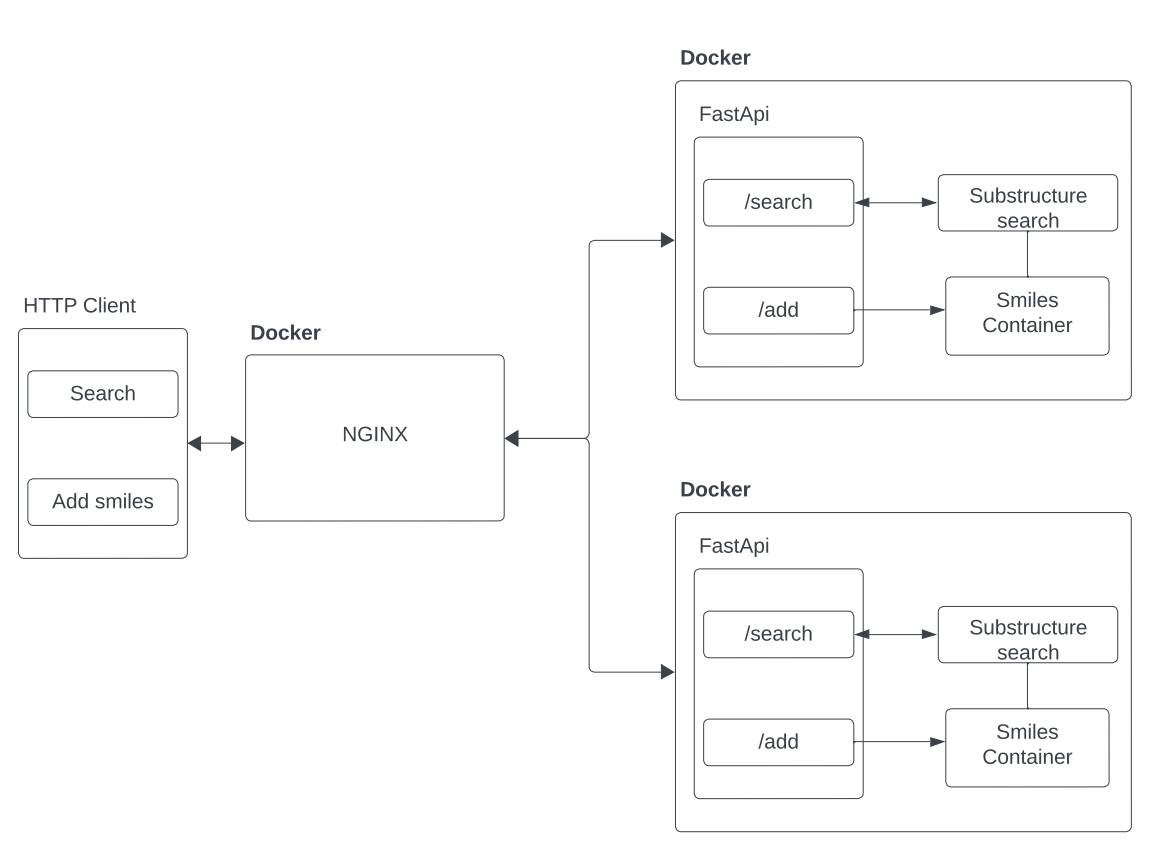 Docker
FastApi
/search
Substructure
search
/add
Smiles
Container
HTTP Client
Search
Add smiles
Docker
NGINX
Docker
FastApi
/search
Substructure
search
/add
Smiles
Container